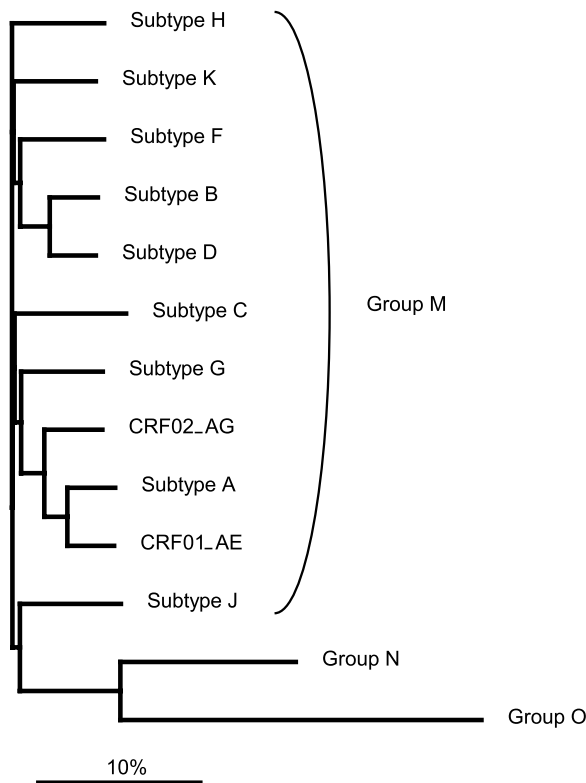 Subtype H
Subtype K
Subtype F
Subtype B
Subtype D
Subtype C
Group M
Subtype G
CRF02_AG
Subtype A
CRF01_AE
Subtype J
Group N
Group O
10%